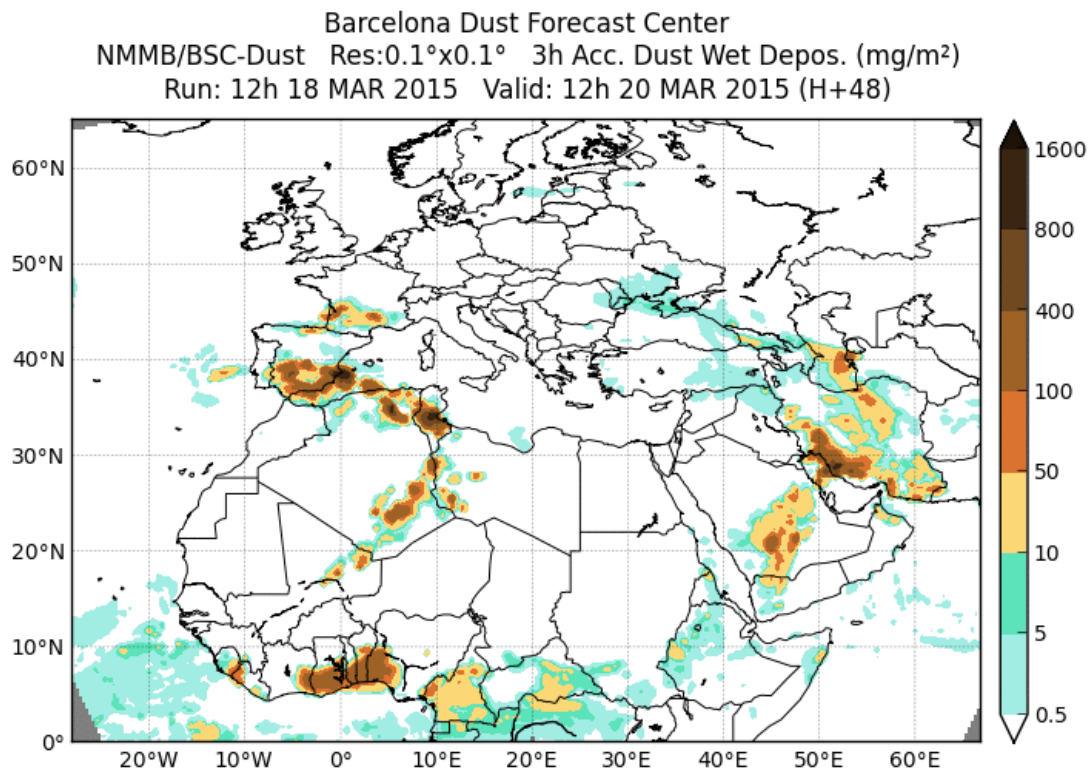 Barcelona Dust Forecast Center
NMMB/BSC-Dust Res:0.1°x0.1° 3h Acc. Dust Wet Depos. (mg/m²)
Run: 12h 18 MAR 2015 Valid: 12h 20 MAR 2015 (H+48)
60°N
50°N
40°N
30°N
20°N
10°N
0°
20°W
10°W
0°
10°E
20°E
30°E
40°E
50°E
60°E
1600
800
400
100
50
10
5
0.5